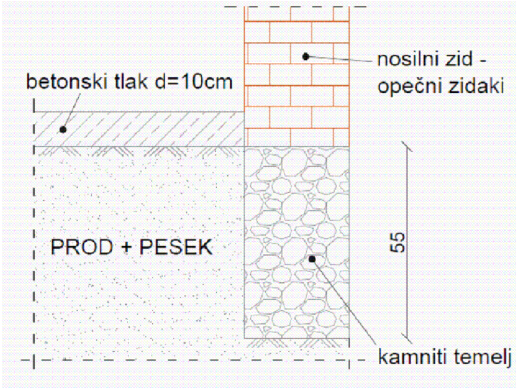 nosilni zid -
opečni zidaki
betonski tlak d=10cm
PROD + PESEK
55
kamniti temelj